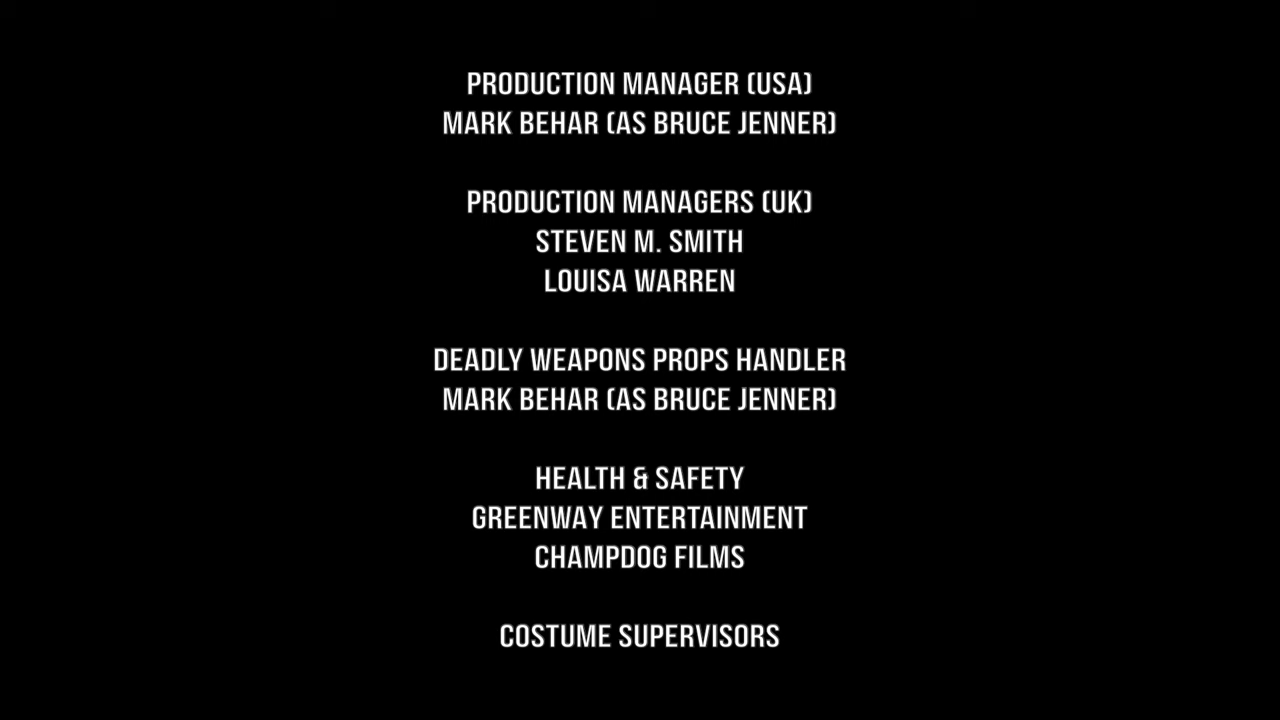 PRODUCTION MANAGER (USA)
MARK BEHAR (AS BRUCE JENNER)
PRODUCTION MANAGERS (UK)
STEVEN M. SMITH
LOUISA WARREN
DEADLY WEAPONS PROPS HANDLER
MARK BEHAR (AS BRUCE JENNER)
HEALTH & SAFETY
GREENWAY ENTERTAINMENT
CHAMPDOG FILMS
COSTUME SUPERVISORS